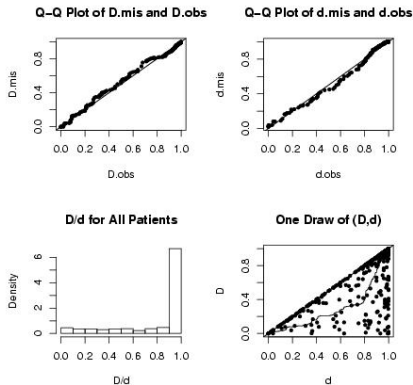 Q−Q Plot of D.mis and D.obs
D.mis
0.0 0.4 0.8
0.0 0.2 0.4 0.6 0.8 1.0
D.obs
Q−Q Plot of d.mis and d.obs
d.mis
0.0 0.4 0.8
0.0 0.2 0.4 0.6 0.8 1.0
d.obs
D/d for All Patients
Density
0 2 4 6
0.0 0.2 0.4 0.6 0.8 1.0
D/d
One Draw of (D,d)
D
0.0 0.4 0.8
0.0 0.2 0.4 0.6 0.8 1.0
d